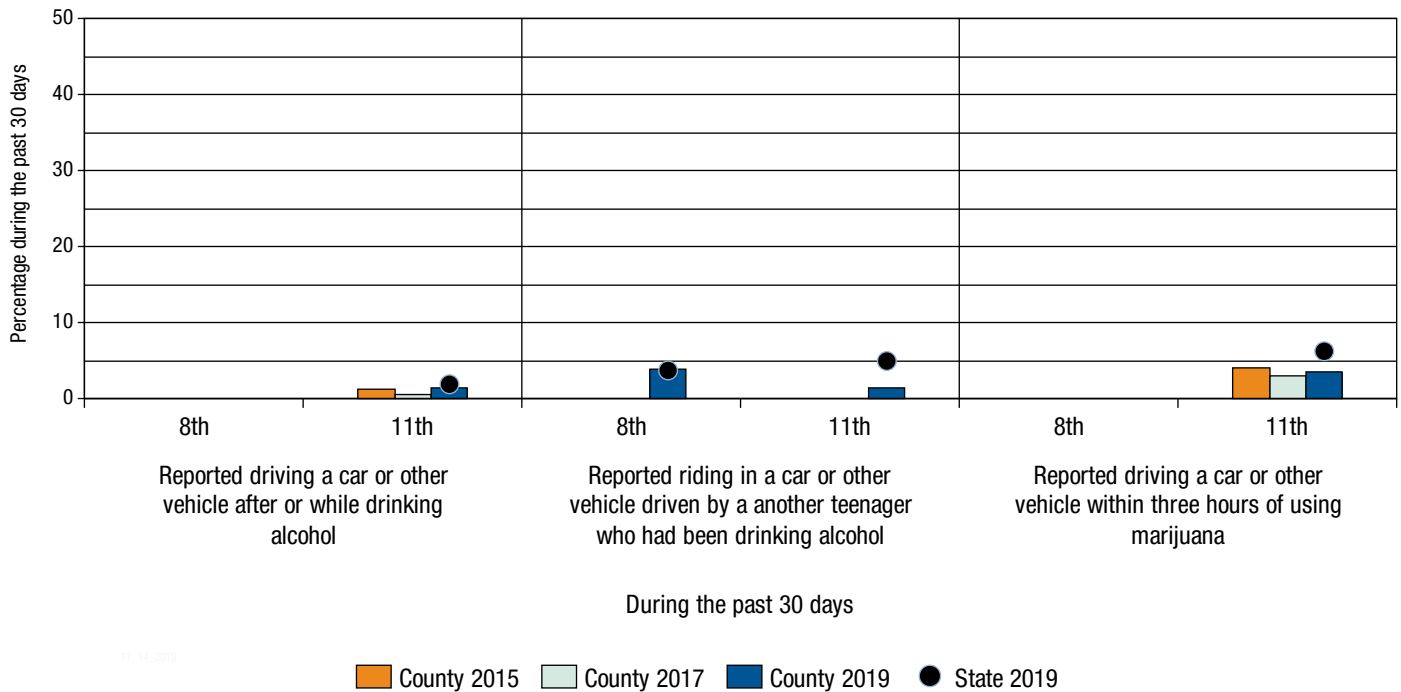 Percentage during the past 30 days
50
40
30
20
10
0
8th
11th
8th
11th
8th
11th
Reported driving a car or other
vehicle after or while drinking
alcohol
Reported riding in a car or other
vehicle driven by a another teenager
who had been drinking alcohol
Reported driving a car or other
vehicle within three hours of using
marijuana
During the past 30 days
County 2015
County 2017
County 2019
State 2019